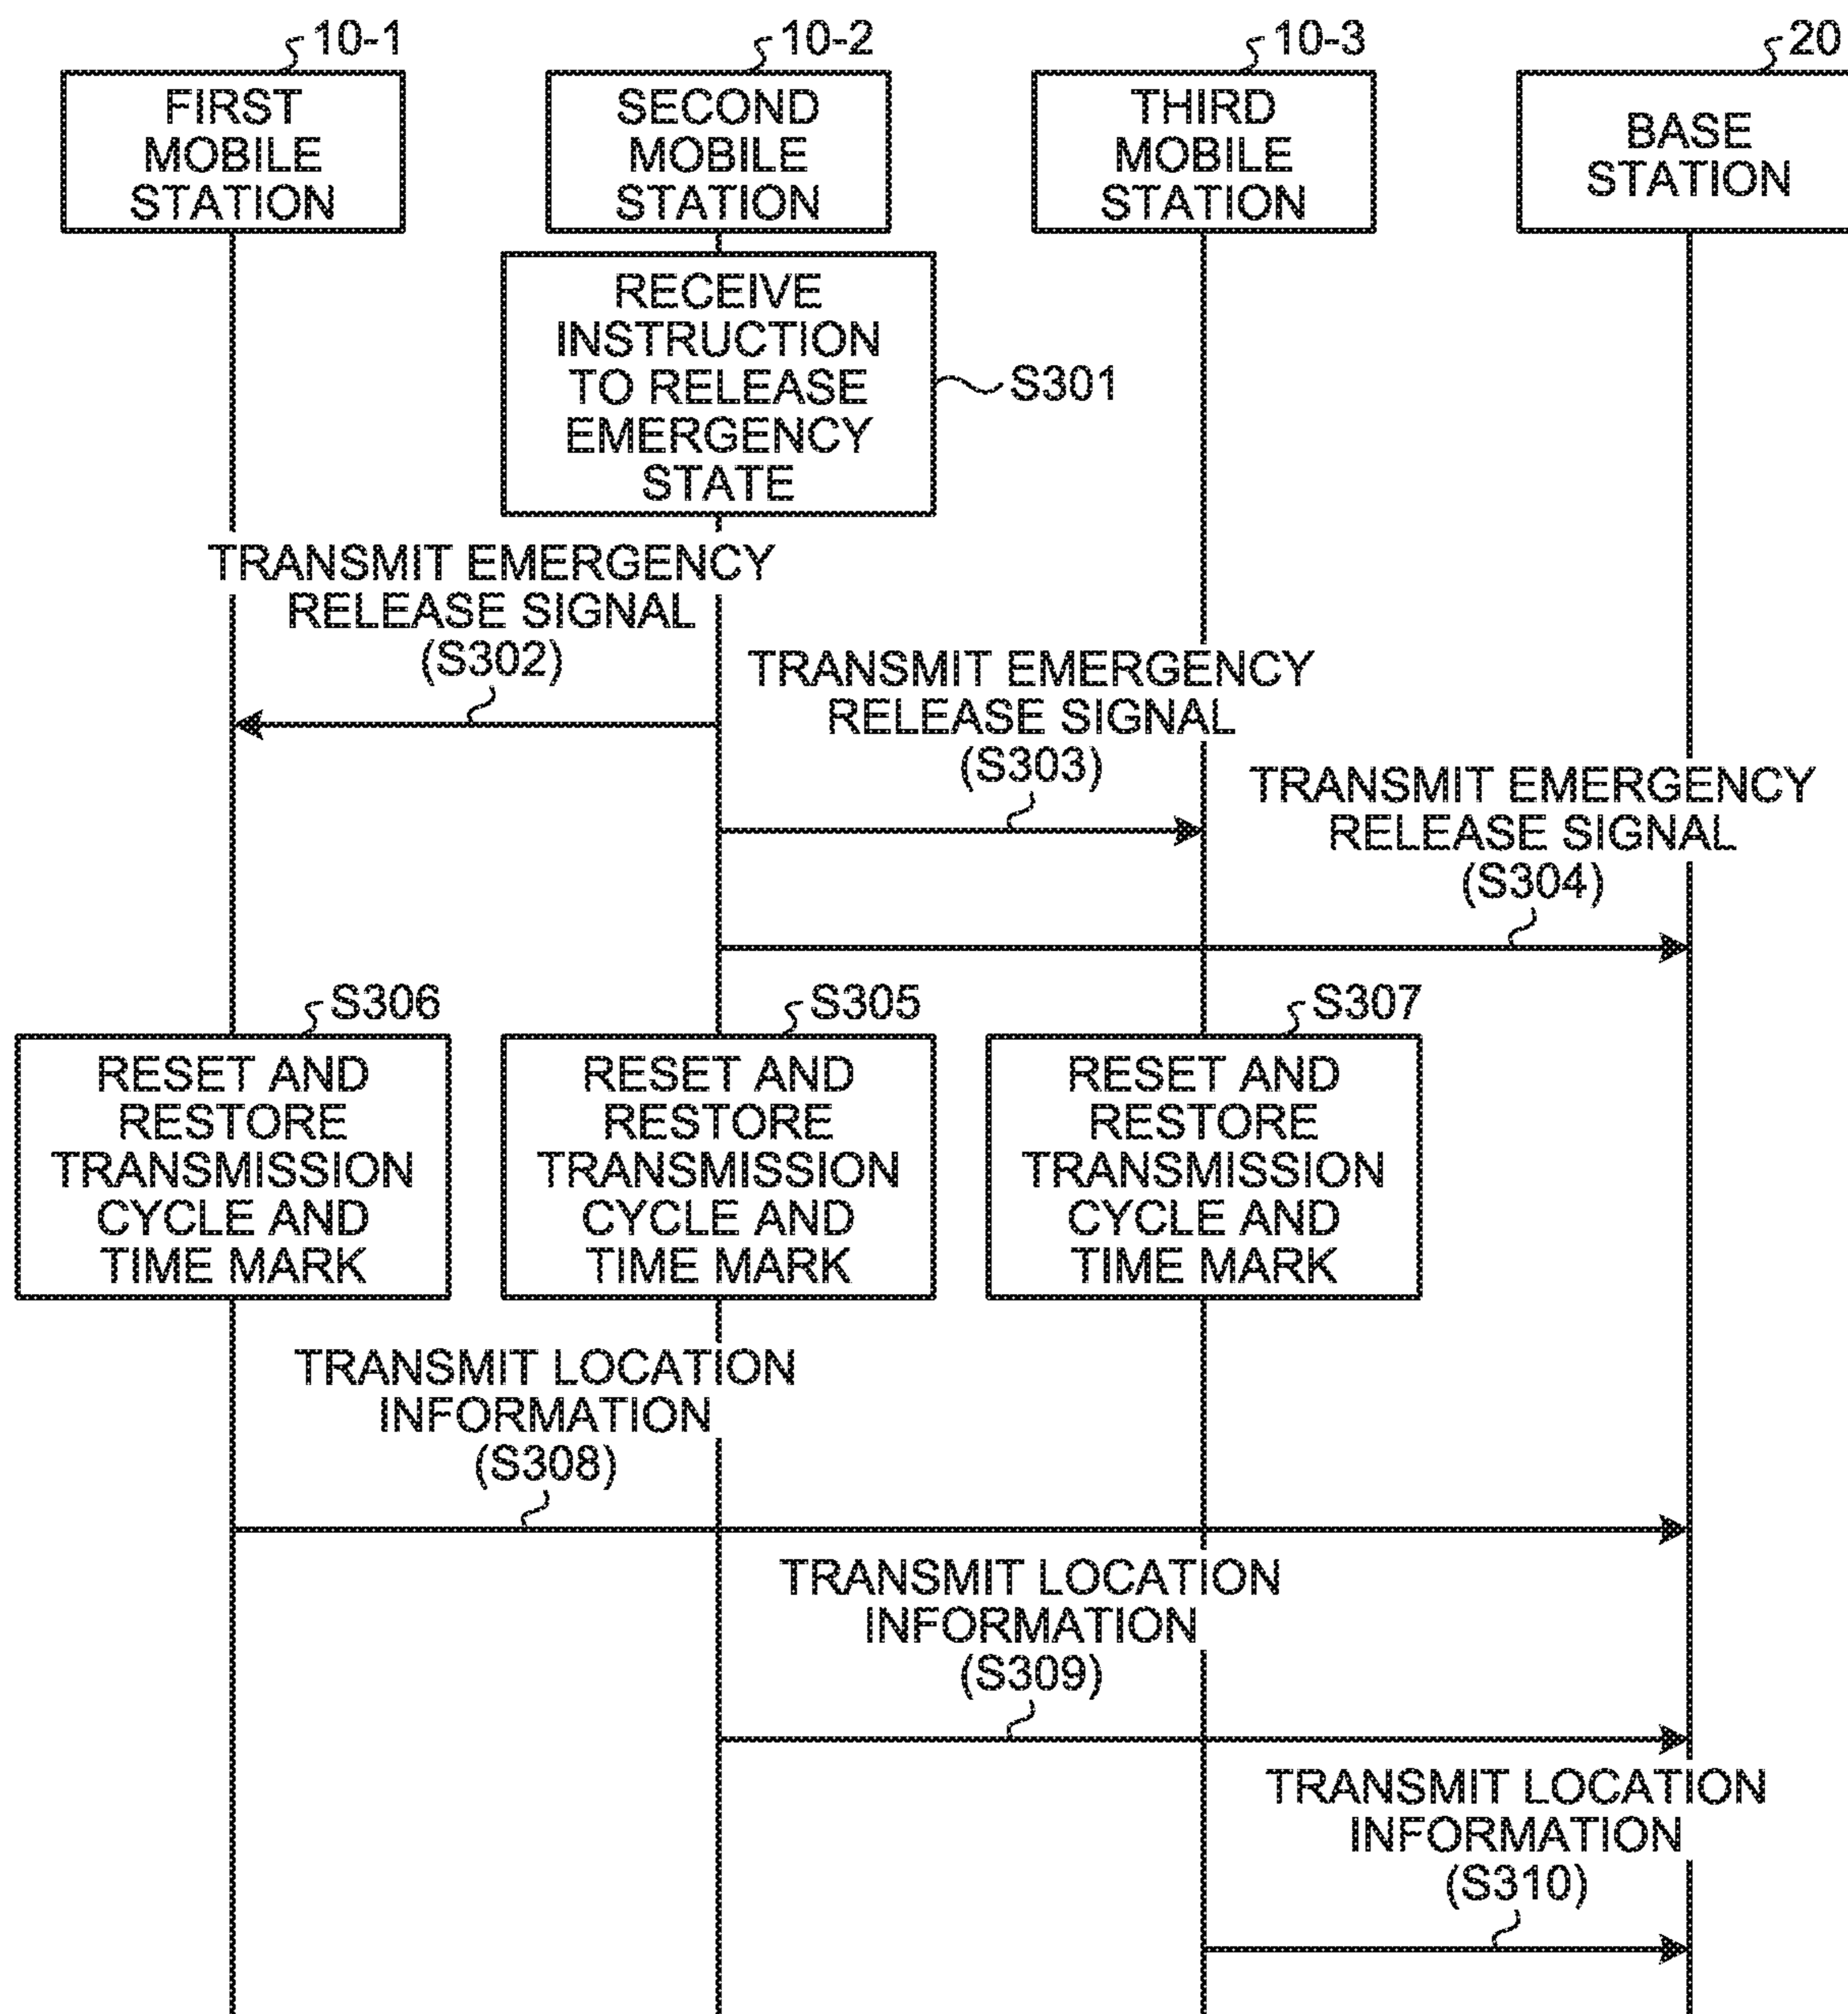 10-1
10-2
10-3
20
FIRST
MOBILE
STATION
SECOND
MOBILE
STATION
THIRD
MOBILE
STATION
BASE
STATION
RECEIVE
INSTRUCTION
TO RELEASE
EMERGENCY
STATE
S301
TRANSMIT EMERGENCY
RELEASE SIGNAL
(S302)
TRANSMIT EMERGENCY
RELEASE SIGNAL
(S303)
TRANSMIT EMERGENCY
RELEASE SIGNAL
(S304)
S306
S305
S307
RESET AND
RESTORE
TRANSMISSION
CYCLE AND
TIME MARK
RESET AND
RESTORE
TRANSMISSION
CYCLE AND
TIME MARK
RESET AND
RESTORE
TRANSMISSION
CYCLE AND
TIME MARK
TRANSMIT LOCATION
INFORMATION
(S308)
TRANSMIT LOCATION
INFORMATION
(S309)
TRANSMIT LOCATION
INFORMATION
(S310)